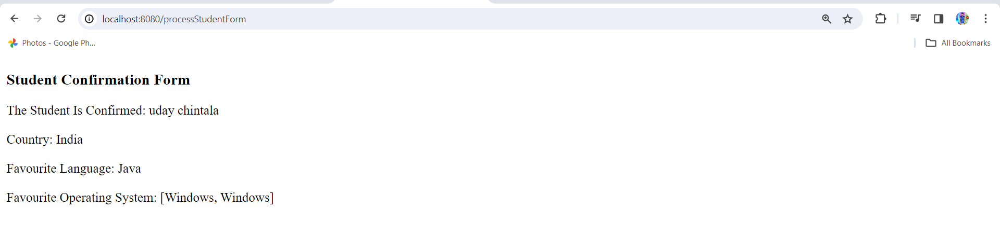 localhost:8080/processStudentForm
Photos - Google Ph...
All Bookmarks
Student Confirmation Form
The Student Is Confirmed: uday chintala
Country: India
Favourite Language: Java
Favourite Operating System: [Windows, Windows]